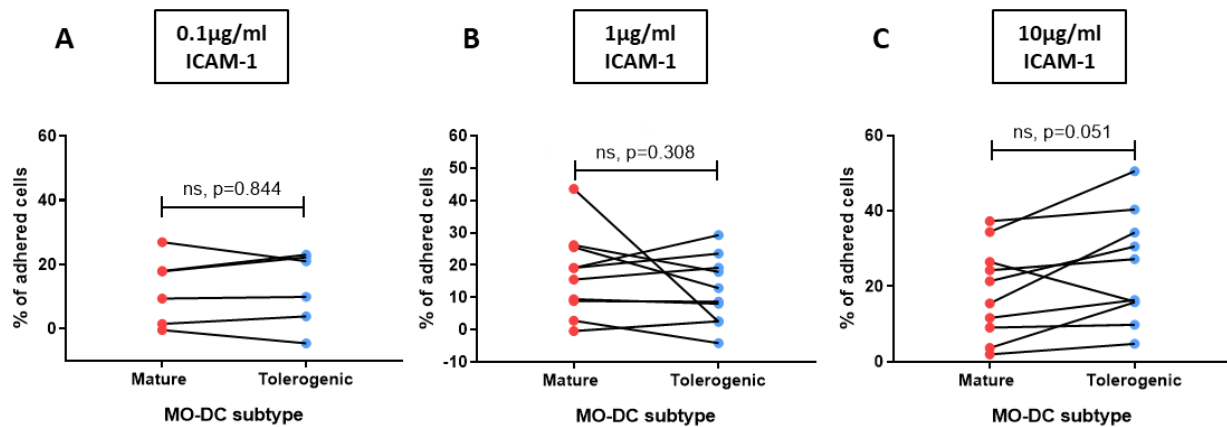 A
0.1µg/ml
ICAM-1
% of adhered cells
60
40
20
0
ns, p=0.844
Mature
Tolerogenic
MO-DC subtype
B
1µg/ml
ICAM-1
% of adhered cells
60
50
40
30
20
10
0
-10
ns, p=0.308
Mature
Tolerogenic
MO-DC subtype
C
10µg/ml
ICAM-1
% of adhered cells
60
40
20
0
ns, p=0.051
Mature
Tolerogenic
MO-DC subtype